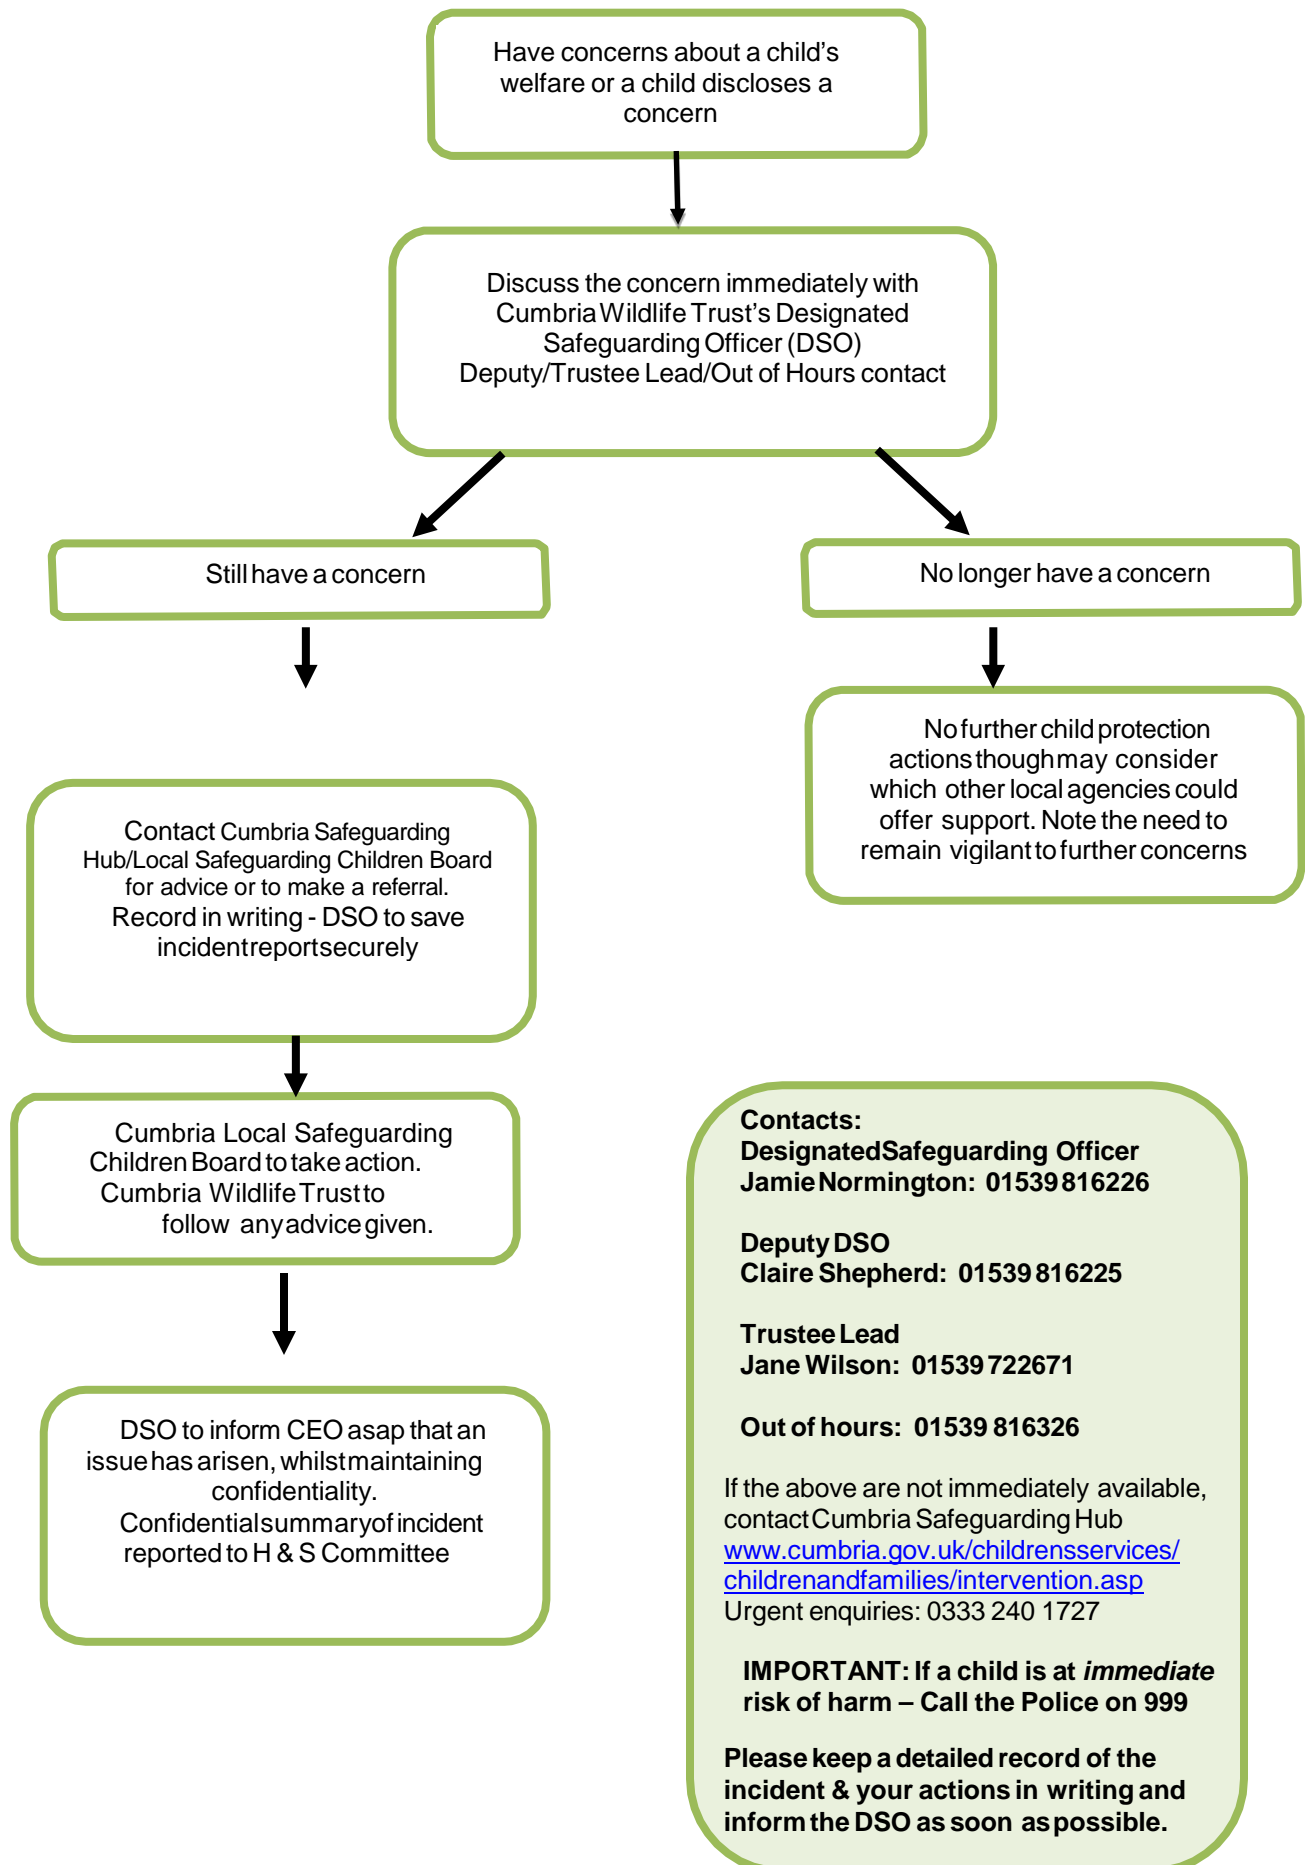 Have concerns about a child’s
welfare or a child discloses a
concern
Discuss the concern immediately with
Cumbria Wildlife Trust’s Designated
Safeguarding Officer (DSO)
Deputy/Trustee Lead/Out of Hours contact
Still have a concern
No longer have a concern
No further child protection
actions though may consider
which other local agencies could
offer support. Note the need to
remain vigilant to further concerns
Contact Cumbria Safeguarding
Hub/Local Safeguarding Children Board
for advice or to make a referral.
Record in writing - DSO to save
incident report securely
Cumbria Local Safeguarding
Children Board to take action.
Cumbria Wildlife Trust to
follow any advice given.
DSO to inform CEO asap that an
issue has arisen, whilst maintaining
confidentiality.
Confidential summary of incident
reported to H & S Committee
Contacts:
Designated Safeguarding Officer
Jamie Normington: 01539 816226
Deputy DSO
Claire Shepherd: 01539 816225
Trustee Lead
Jane Wilson: 01539 722671
Out of hours: 01539 816326
If the above are not immediately available,
contact Cumbria Safeguarding Hub
www.cumbria.gov.uk/childrensservices/
childrenandfamilies/intervention.asp
Urgent enquiries: 0333 240 1727
IMPORTANT: If a child is at immediate
risk of harm – Call the Police on 999
Please keep a detailed record of the
incident & your actions in writing and
inform the DSO as soon as possible.